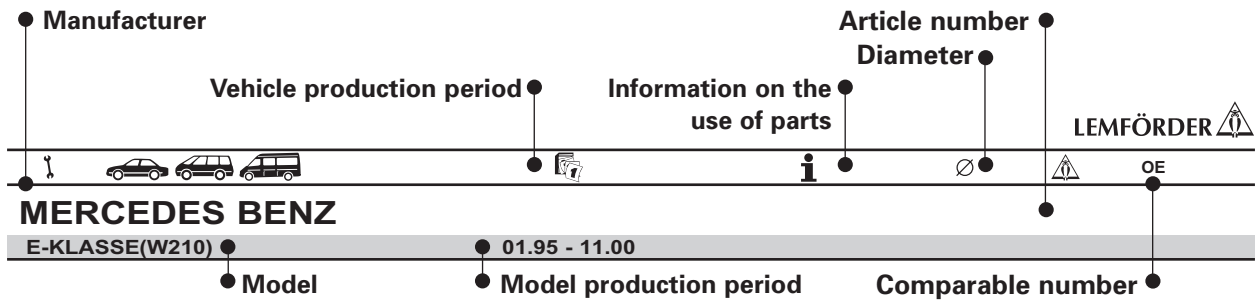 Manufacturer
Article number
Diameter
Vehicle production period
Information on the
use of parts
LEMFÖRDER
1 i Ø OE
MERCEDES BENZ
E-KLASSE(W210) 01.95 - 11.00
Model Model production period Comparable number